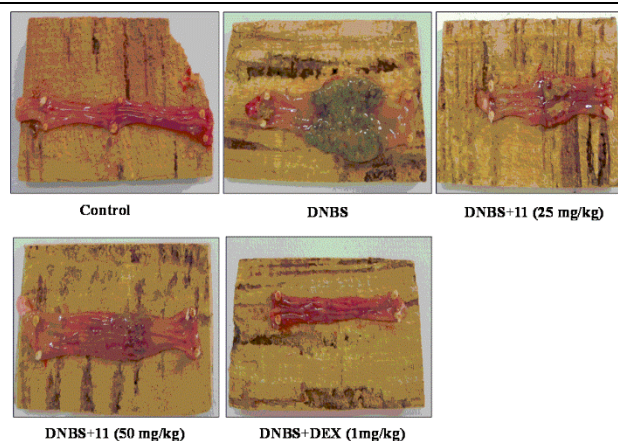 Control
DNBS
DNBS+11 (25 mg/kg)
DNBS+11 (50 mg/kg)
DNBS+DEX (1mg/kg)